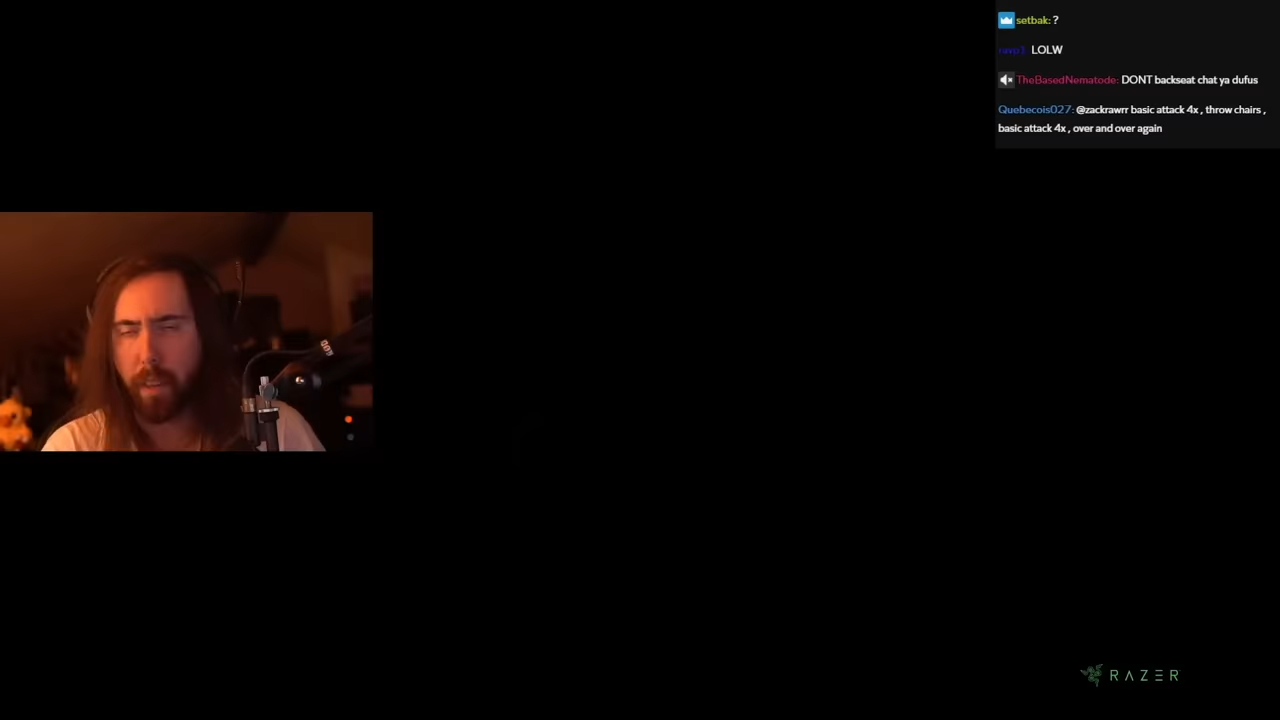 setbak: ?
ravo1: LOLW
TheBasedNematode: DONT backseat chat ya dufus
Quebecois027: @zackrawrr basic attack 4x , throw chairs ,
basic attack 4x , over and over again
RAZER